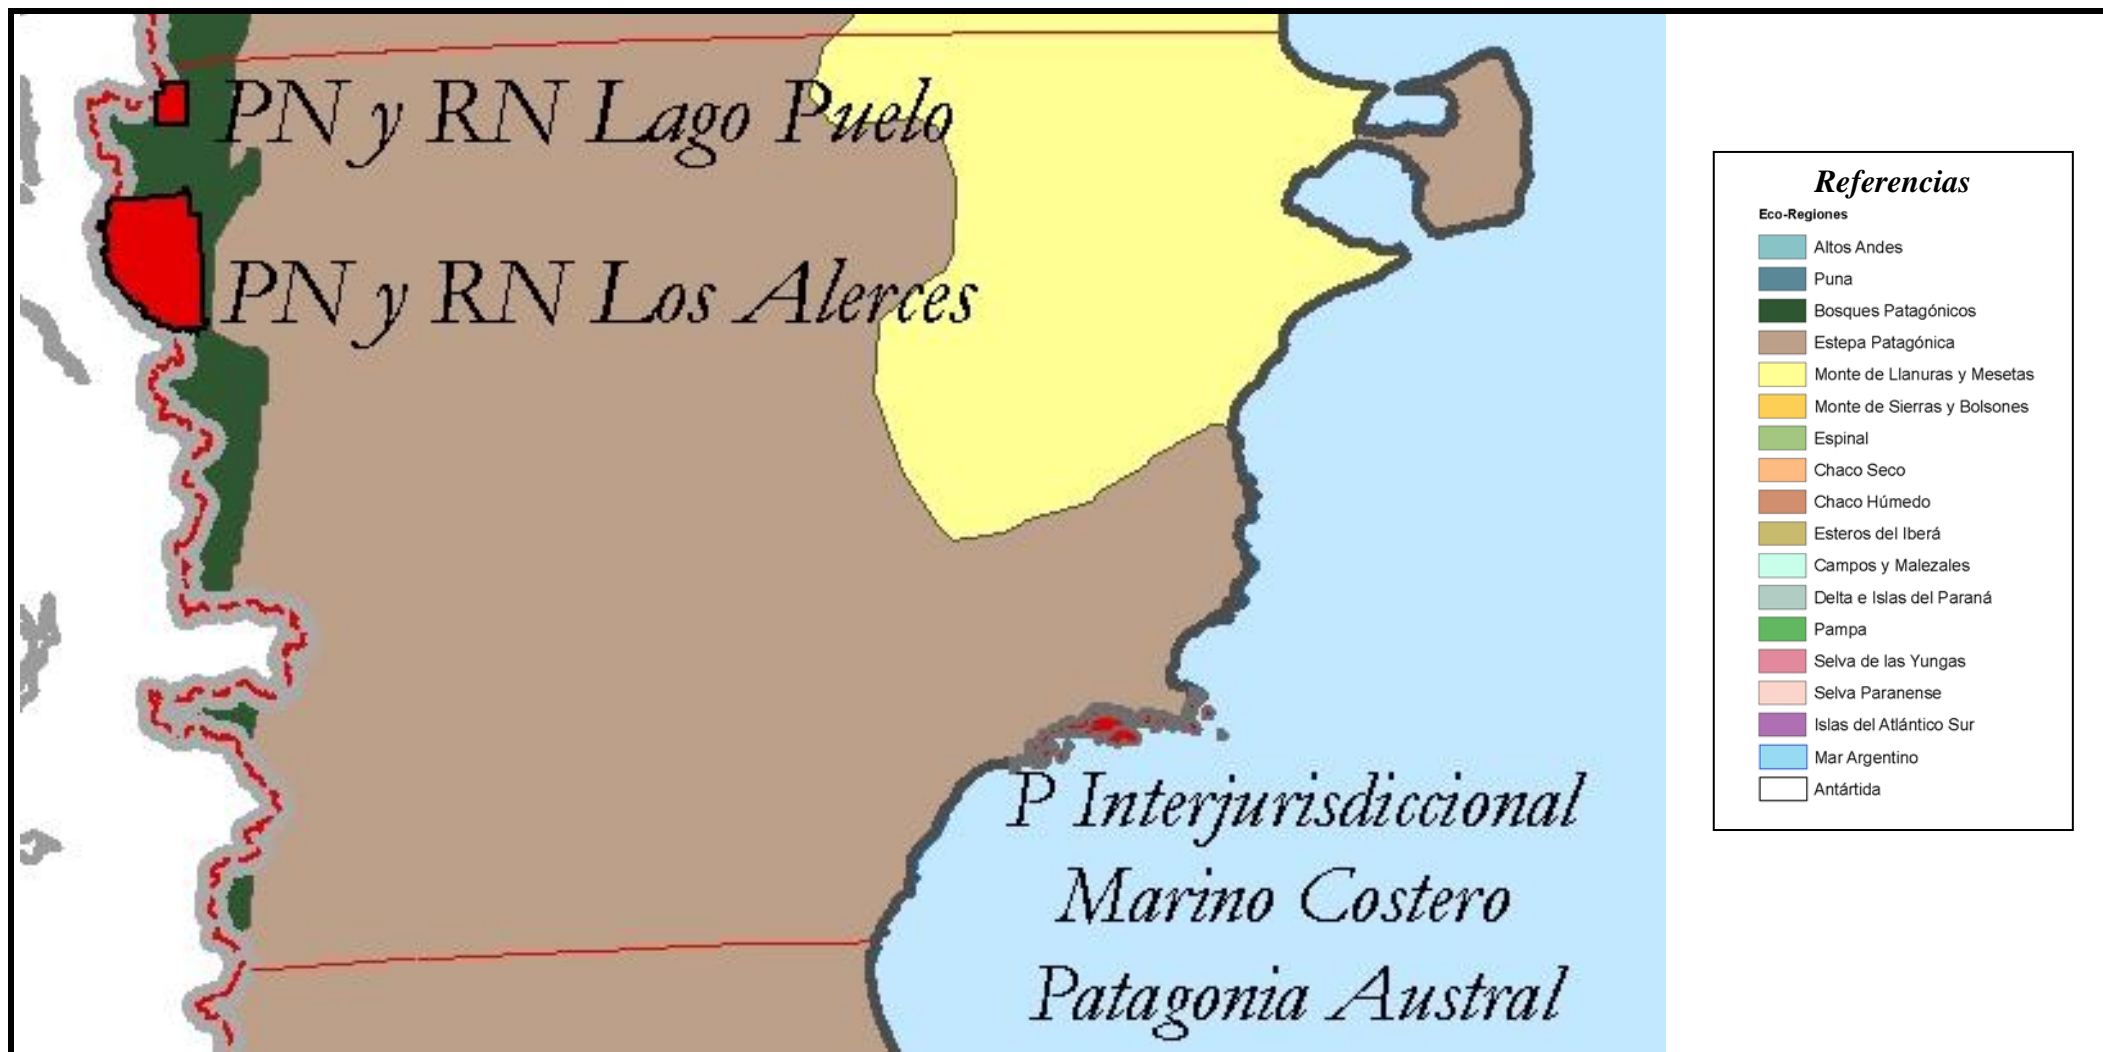 PN y RN Lago Puelo
PN y RN Los Alerces
P Interjurisdiccional
Marino Costero
Patagonia Austral
Referencias
Eco-Regiones
Altos Andes
Puna
Bosques Patagónicos
Estepa Patagónica
Monte de Llanuras y Mesetas
Monte de Sierras y Bolsones
Espinal
Chaco Seco
Chaco Húmedo
Esteros del Iberá
Campos y Malezales
Delta e Islas del Paraná
Pampa
Selva de las Yungas
Selva Paranense
Islas del Atlántico Sur
Mar Argentino
Antártida